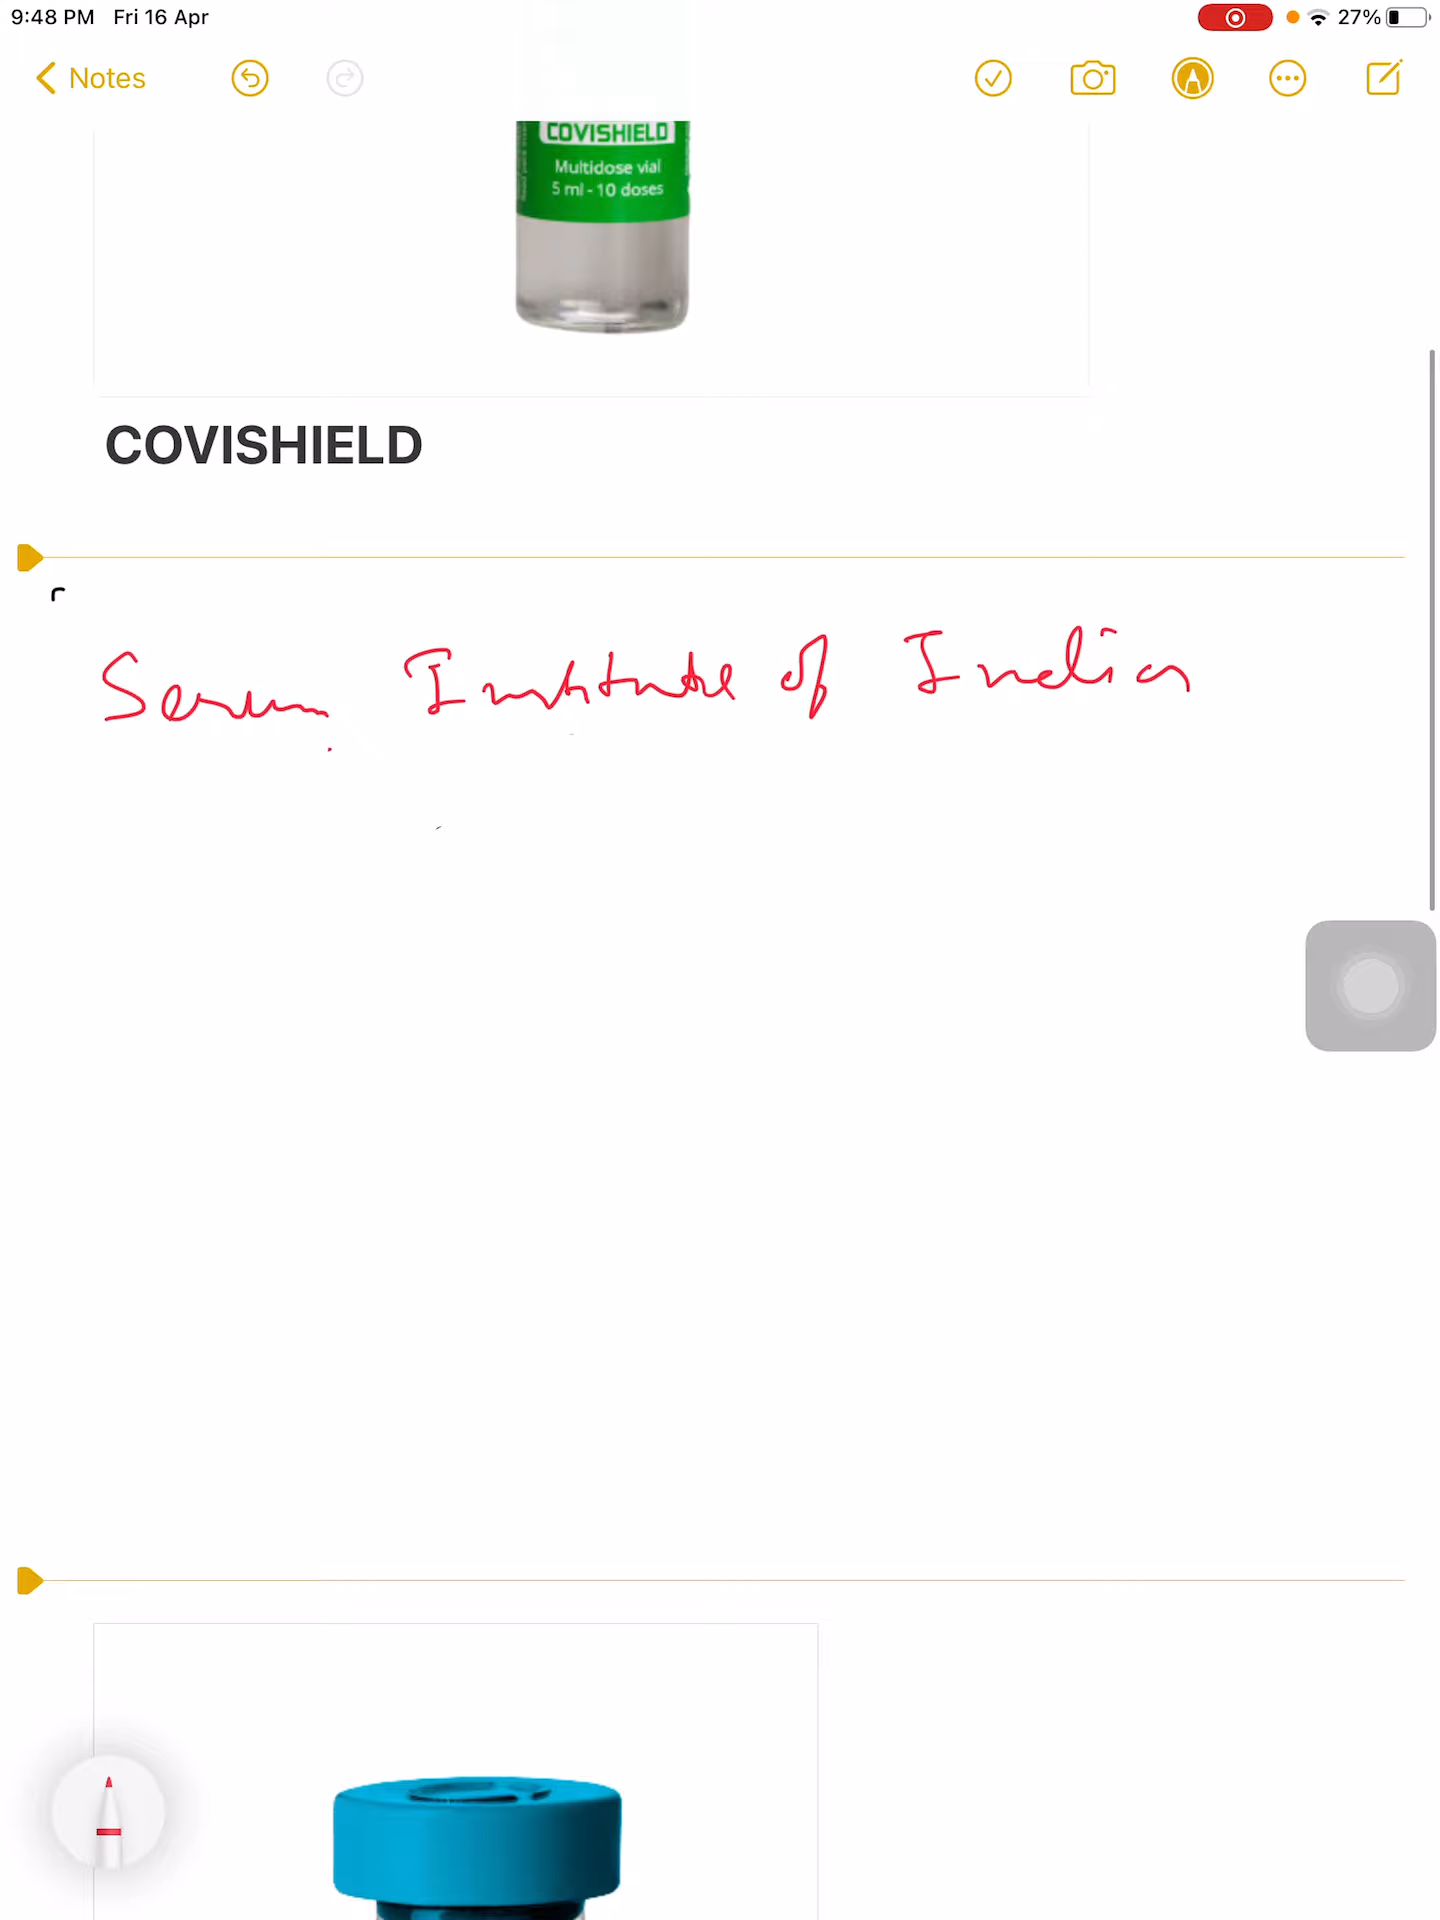 9:48 PM Fri 16 Apr
27%
Notes
COVISHIELD
Multidose vial
5 ml - 10 doses
COVISHIELD
Serum Institute of India